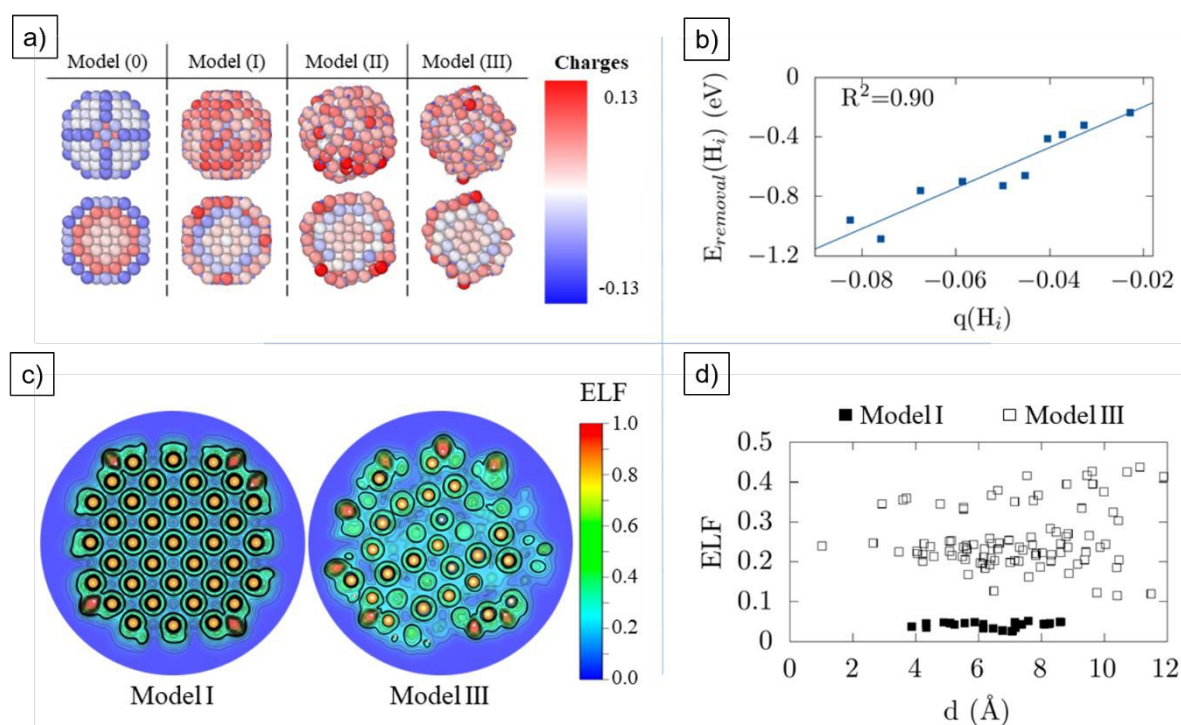 a)
Model (0) Model (I) Model (II) Model (III) Charges
0.13
-0.13
b)
E_removal(H_i) (eV)
R²=0.90
0
−0.4
−0.8
−1.2
−0.08 −0.06 −0.04 −0.02
q(H_i)
c)
ELF
1.0
0.8
0.6
0.4
0.2
0.0
Model I Model III
d)
Model I Model III
ELF
0.5
0.4
0.3
0.2
0.1
0
0 2 4 6 8 10 12
d (Å)